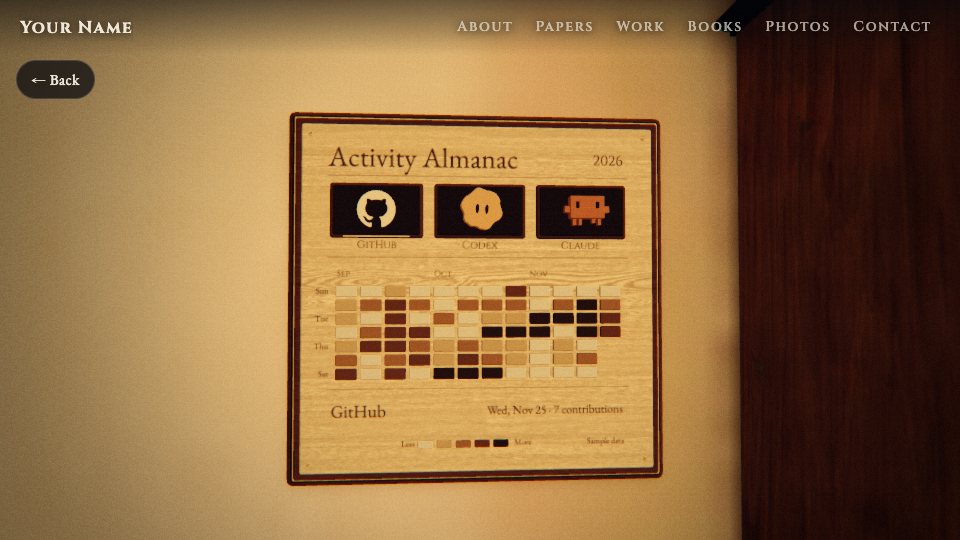 Your Name
About Papers Work Books Photos Contact
← Back
Activity Almanac 2026
GitHub Codex Claude
Sep Oct Nov
Sun
Tue
Thu
Sat
GitHub Wed, Nov 25 · 7 contributions
Less More Sample data